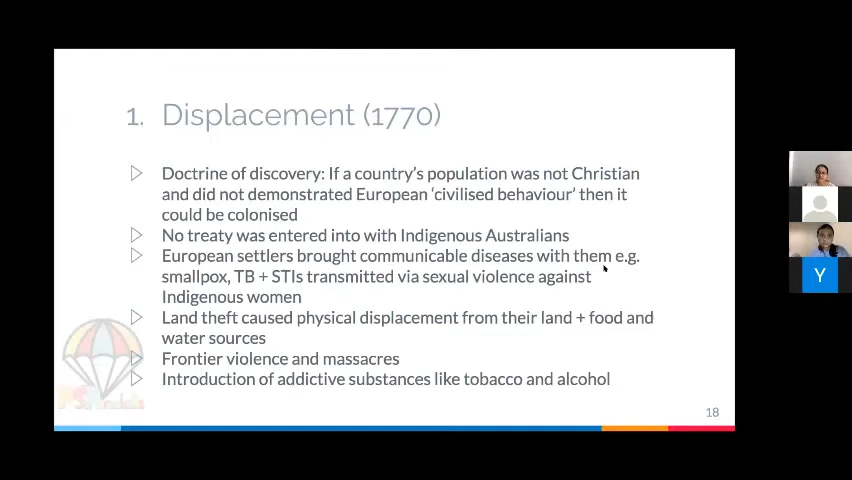 1. Displacement (1770)
Doctrine of discovery: If a country's population was not Christian
and did not demonstrated European 'civilised behaviour' then it
could be colonised
No treaty was entered into with Indigenous Australians
European settlers brought communicable diseases with them e.g.
smallpox, TB + STIs transmitted via sexual violence against
Indigenous women
Land theft caused physical displacement from their land + food and
water sources
Frontier violence and massacres
Introduction of addictive substances like tobacco and alcohol
18
Y